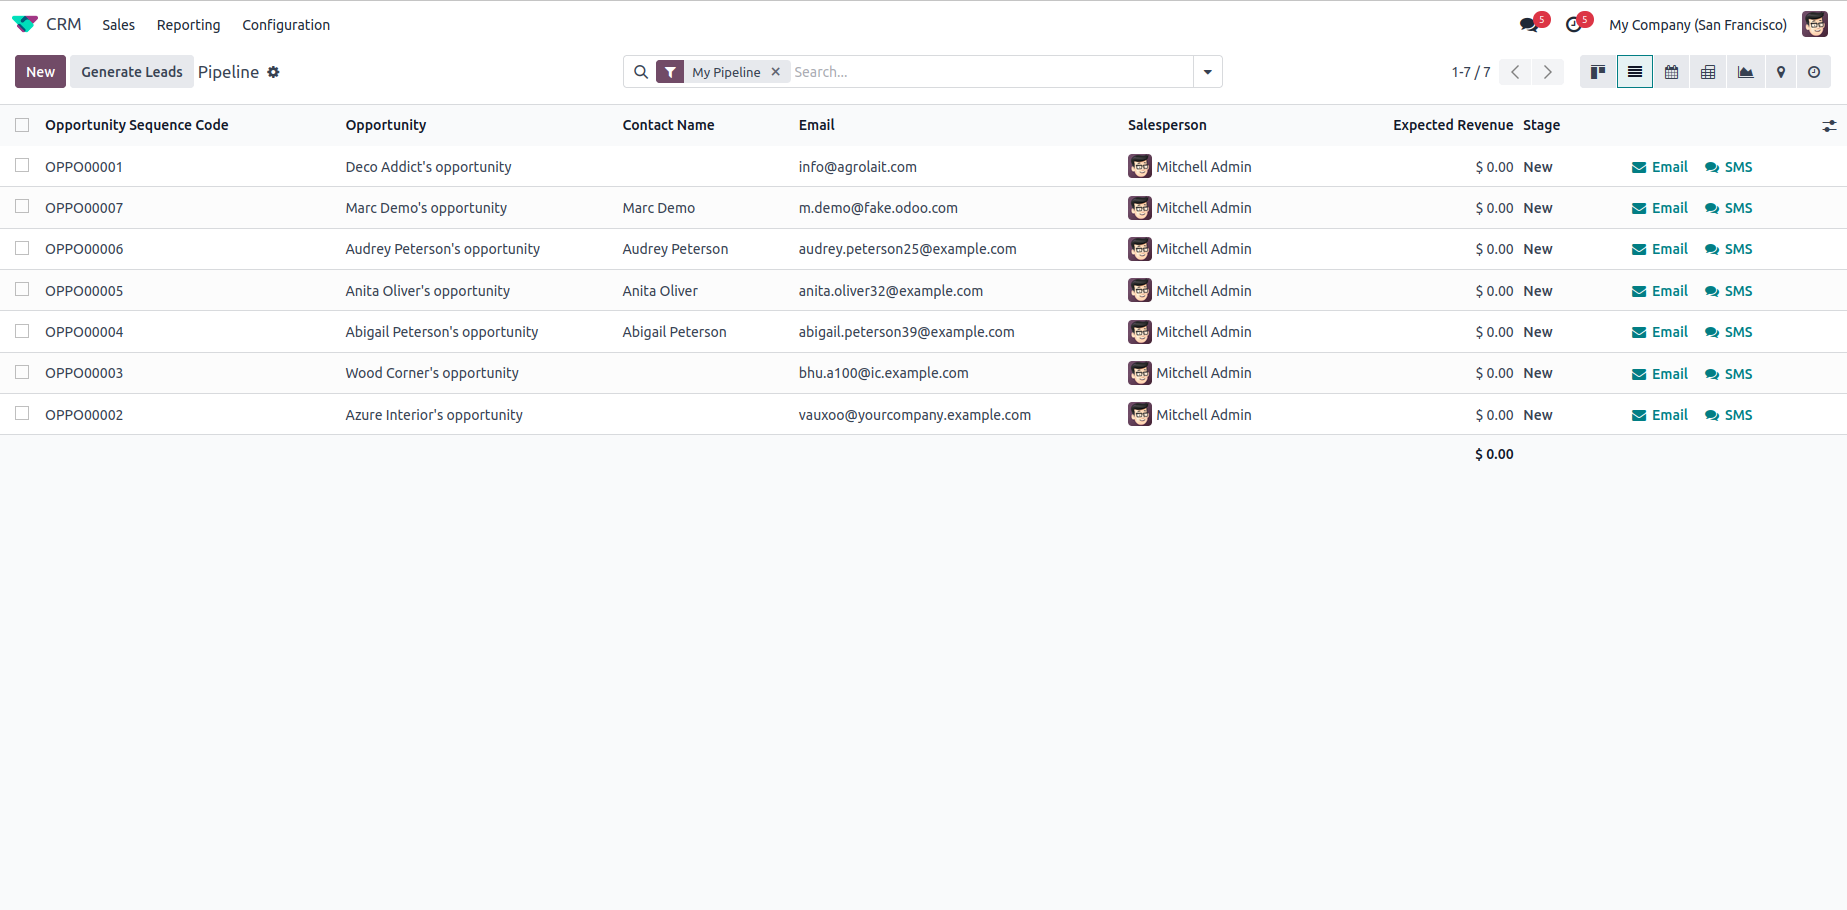 CRM Sales Reporting Configuration 5 5 My Company (San Francisco)
New Generate Leads Pipeline My Pipeline × Search... 1-7 / 7
Opportunity Sequence Code Opportunity Contact Name Email Salesperson Expected Revenue Stage
OPPO00001 Deco Addict's opportunity info@agrolait.com Mitchell Admin $ 0.00 New Email SMS
OPPO00007 Marc Demo's opportunity Marc Demo m.demo@fake.odoo.com Mitchell Admin $ 0.00 New Email SMS
OPPO00006 Audrey Peterson's opportunity Audrey Peterson audrey.peterson25@example.com Mitchell Admin $ 0.00 New Email SMS
OPPO00005 Anita Oliver's opportunity Anita Oliver anita.oliver32@example.com Mitchell Admin $ 0.00 New Email SMS
OPPO00004 Abigail Peterson's opportunity Abigail Peterson abigail.peterson39@example.com Mitchell Admin $ 0.00 New Email SMS
OPPO00003 Wood Corner's opportunity bhu.a100@ic.example.com Mitchell Admin $ 0.00 New Email SMS
OPPO00002 Azure Interior's opportunity vauxoo@yourcompany.example.com Mitchell Admin $ 0.00 New Email SMS
$ 0.00